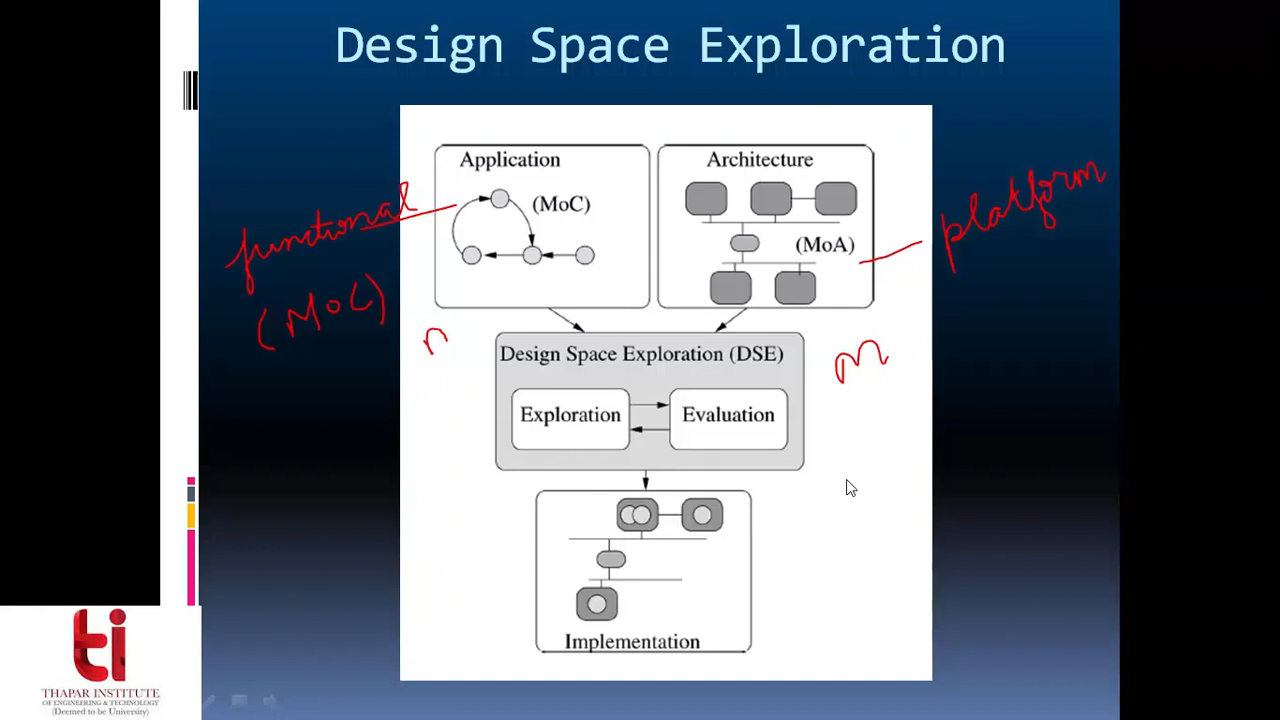 Design Space Exploration
Application
Architecture
(MoC)
(MoA)
functional
(MoC)
platform
n
m
Design Space Exploration (DSE)
Exploration
Evaluation
Implementation
ti
THAPAR INSTITUTE
OF ENGINEERING & TECHNOLOGY
(Deemed to be University)